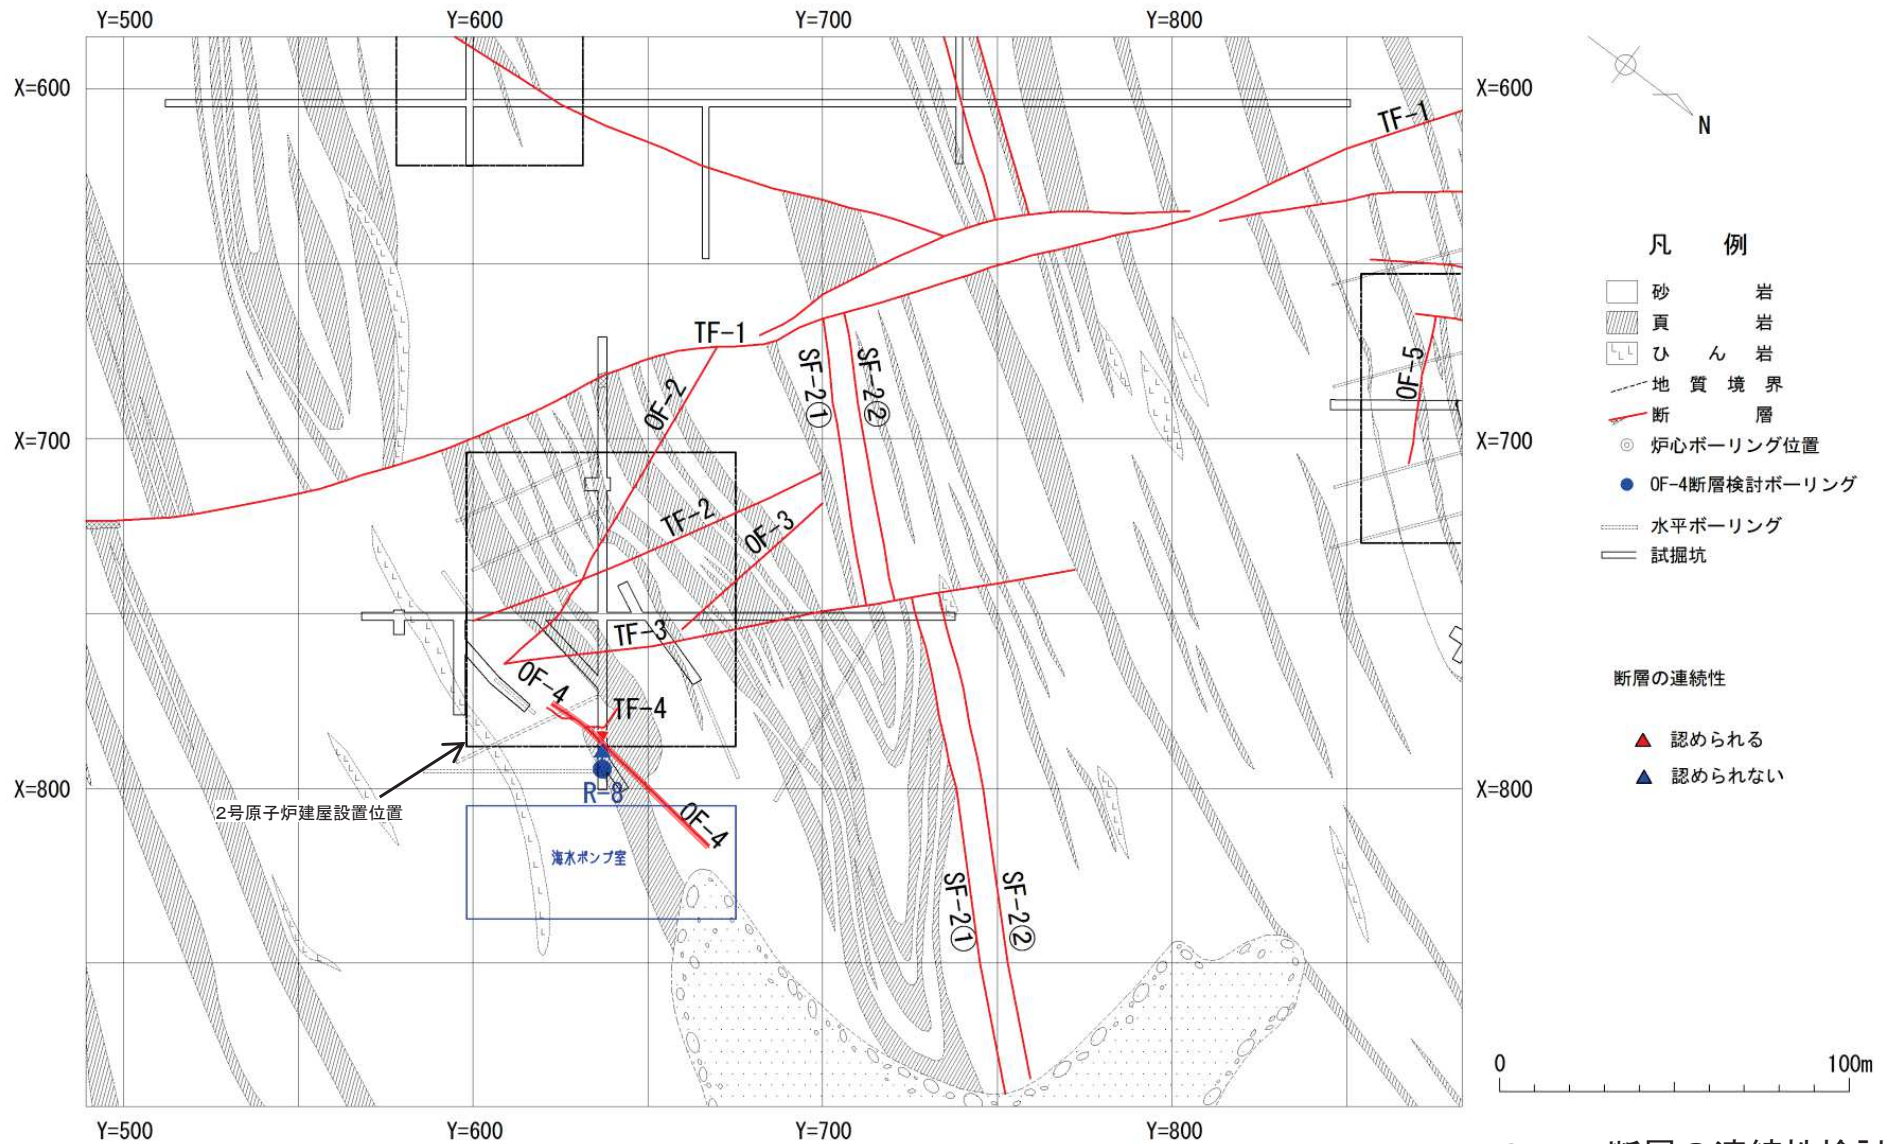 Y=500 Y=600 Y=700 Y=800
X=600 X=600
N
TF-1
凡 例
砂 岩
頁 岩
ひ ん 岩
地 質 境 界
断 層
炉心ボーリング位置
OF-4断層検討ボーリング
水平ボーリング
試掘坑
TF-1
SF-2① SF-2②
OF-2
OF-5
X=700 X=700
TF-2
OF-3
TF-3
OF-4
TF-4
断層の連続性
認められる
認められない
X=800 X=800
R-8
2号原子炉建屋設置位置
OF-4
海水ポンプ室
SF-2① SF-2②
0 100m
Y=500 Y=600 Y=700 Y=800